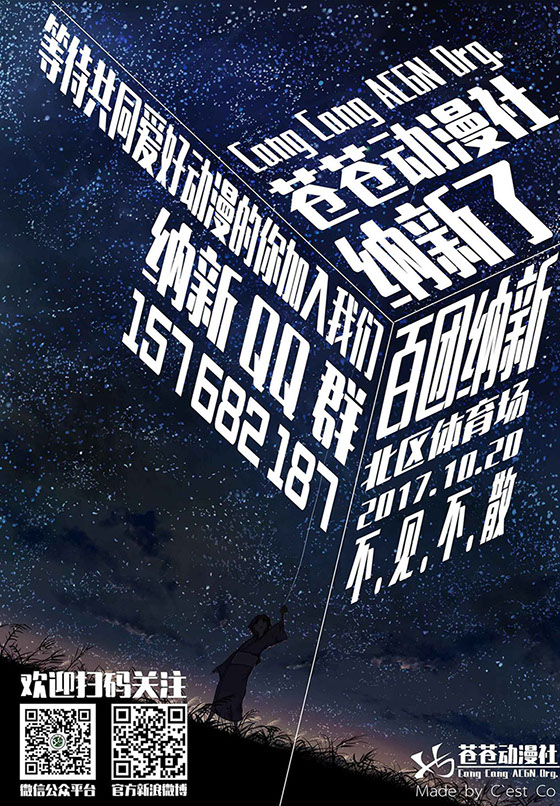 Cang Cang ACGN Org.
苍苍动漫社
纳新了
等待共同爱好动漫的你加入我们
纳新 QQ 群
157 682 187
百团纳新
北区体育场
2017.10.20
不,见,不,散
欢迎扫码关注
微信公众平台
官方新浪微博
苍苍动漫社
Cang Cang ACGN Org.
Made by C'est Co